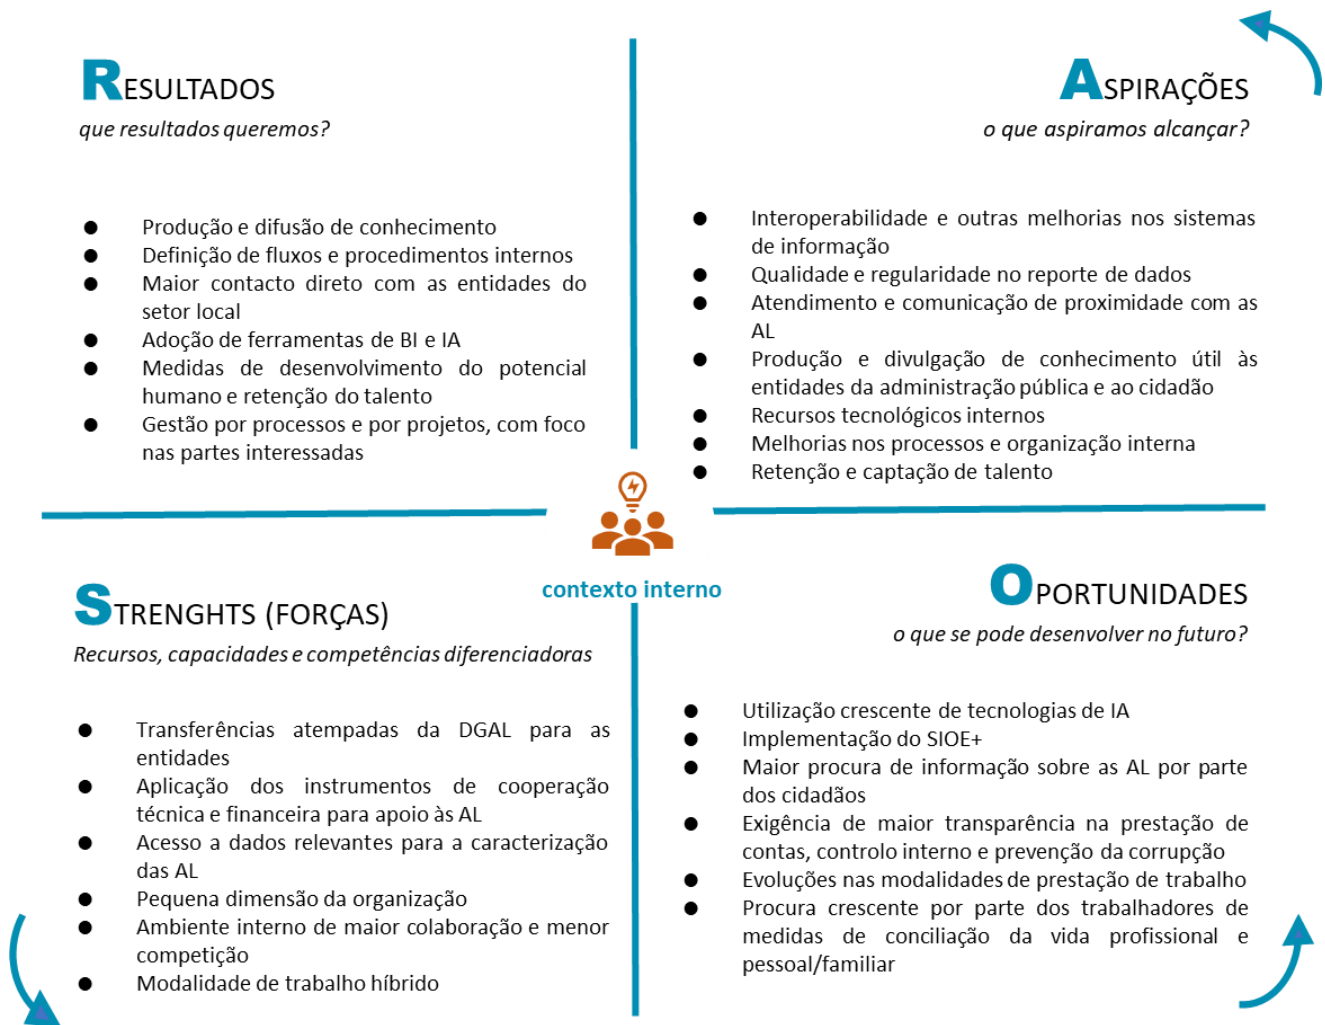 RESULTADOS
que resultados queremos?
Produção e difusão de conhecimento
Definição de fluxos e procedimentos internos
Maior contacto direto com as entidades do
setor local
Adoção de ferramentas de BI e IA
Medidas de desenvolvimento do potencial
humano e retenção do talento
Gestão por processos e por projetos, com foco
nas partes interessadas
ASPIRAÇÕES
o que aspiramos alcançar?
Interoperabilidade e outras melhorias nos sistemas
de informação
Qualidade e regularidade no reporte de dados
Atendimento e comunicação de proximidade com as
AL
Produção e divulgação de conhecimento útil às
entidades da administração pública e ao cidadão
Recursos tecnológicos internos
Melhorias nos processos e organização interna
Retenção e captação de talento
contexto interno
STRENGHTS (FORÇAS)
Recursos, capacidades e competências diferenciadoras
Transferências atempadas da DGAL para as
entidades
Aplicação dos instrumentos de cooperação
técnica e financeira para apoio às AL
Acesso a dados relevantes para a caracterização
das AL
Pequena dimensão da organização
Ambiente interno de maior colaboração e menor
competição
Modalidade de trabalho híbrido
OPORTUNIDADES
o que se pode desenvolver no futuro?
Utilização crescente de tecnologias de IA
Implementação do SIOE+
Maior procura de informação sobre as AL por parte
dos cidadãos
Exigência de maior transparência na prestação de
contas, controlo interno e prevenção da corrupção
Evoluções nas modalidades de prestação de trabalho
Procura crescente por parte dos trabalhadores de
medidas de conciliação da vida profissional e
pessoal/familiar